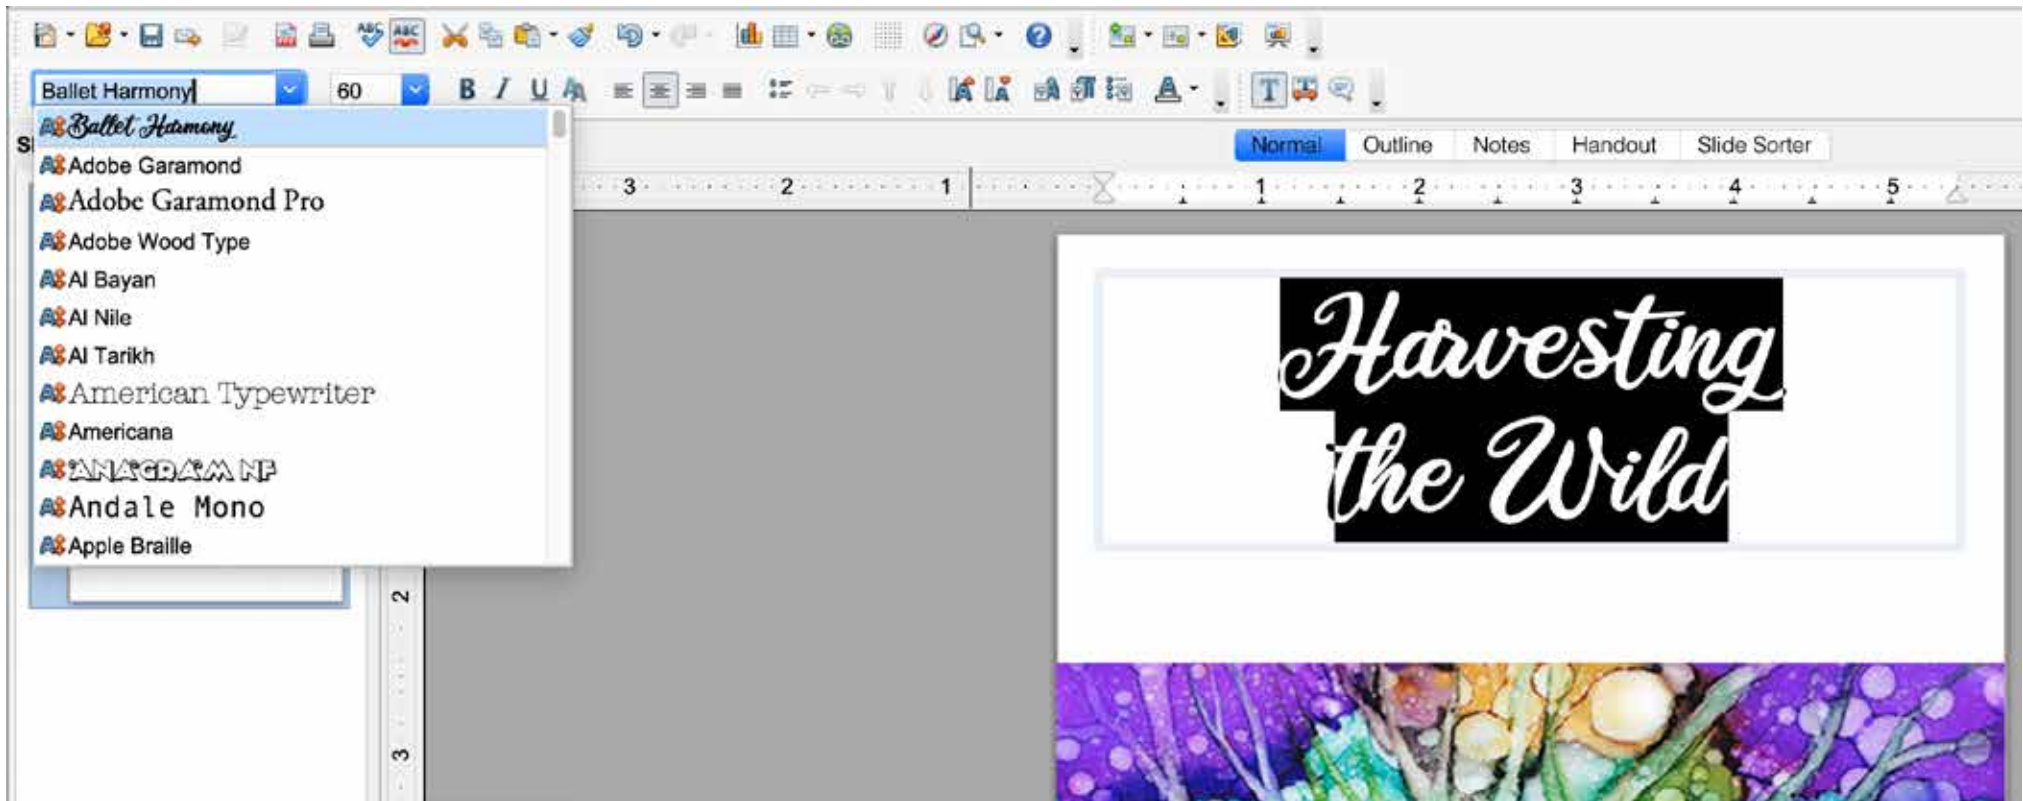 ABC ABC
Ballet Harmony 60 B I U A A T
Ballet Harmony
Adobe Garamond
Adobe Garamond Pro
Adobe Wood Type
Al Bayan
Al Nile
Al Tarikh
American Typewriter
Americana
ANAGRAM NF
Andale Mono
Apple Braille
S
Normal Outline Notes Handout Slide Sorter
3 2 1 1 2 3 4 5
Harvesting
the Wild
2
3